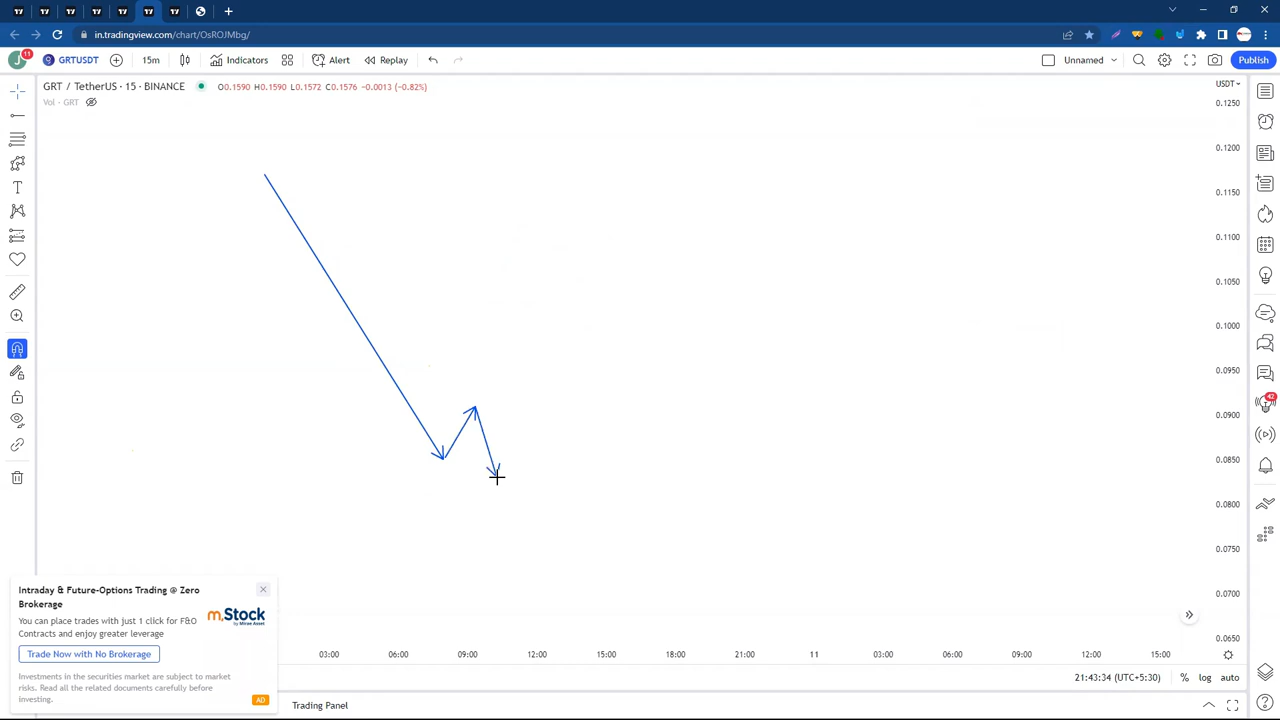 in.tradingview.com/chart/OsROJMbg/
J 11 GRTUSDT 15m Indicators Alert Replay Unnamed Publish
GRT / TetherUS · 15 · BINANCE O0.1590 H0.1590 L0.1572 C0.1576 −0.0013 (−0.82%) USDT
Vol · GRT
0.1250
0.1200
0.1150
0.1100
0.1050
0.1000
0.0950
0.0900
42
0.0850
0.0800
0.0750
0.0700
0.0650
Intraday & Future-Options Trading @ Zero
Brokerage
m.Stock
by Mirae Asset
You can place trades with just 1 click for F&O
Contracts and enjoy greater leverage
Trade Now with No Brokerage
Investments in the securities market are subject to market
risks. Read all the related documents carefully before
investing.
AD
03:00 06:00 09:00 12:00 15:00 18:00 21:00 11 03:00 06:00 09:00 12:00 15:00
21:43:34 (UTC+5:30) % log auto
Trading Panel